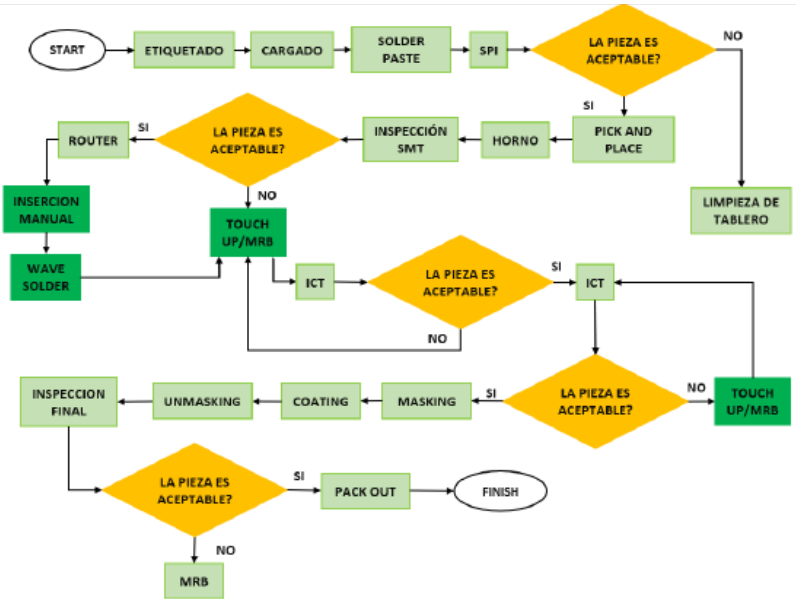 START
ETIQUETADO
CARGADO
SOLDER
PASTE
SPI
LA PIEZA ES
ACEPTABLE?
NO
SI
PICK AND
PLACE
HORNO
INSPECCIÓN
SMT
LA PIEZA ES
ACEPTABLE?
SI
ROUTER
NO
LIMPIEZA DE
TABLERO
INSERCION
MANUAL
WAVE
SOLDER
TOUCH
UP/MRB
ICT
LA PIEZA ES
ACEPTABLE?
SI
NO
ICT
LA PIEZA ES
ACEPTABLE?
NO
TOUCH
UP/MRB
SI
MASKING
COATING
UNMASKING
INSPECCION
FINAL
LA PIEZA ES
ACEPTABLE?
SI
PACK OUT
FINISH
NO
MRB